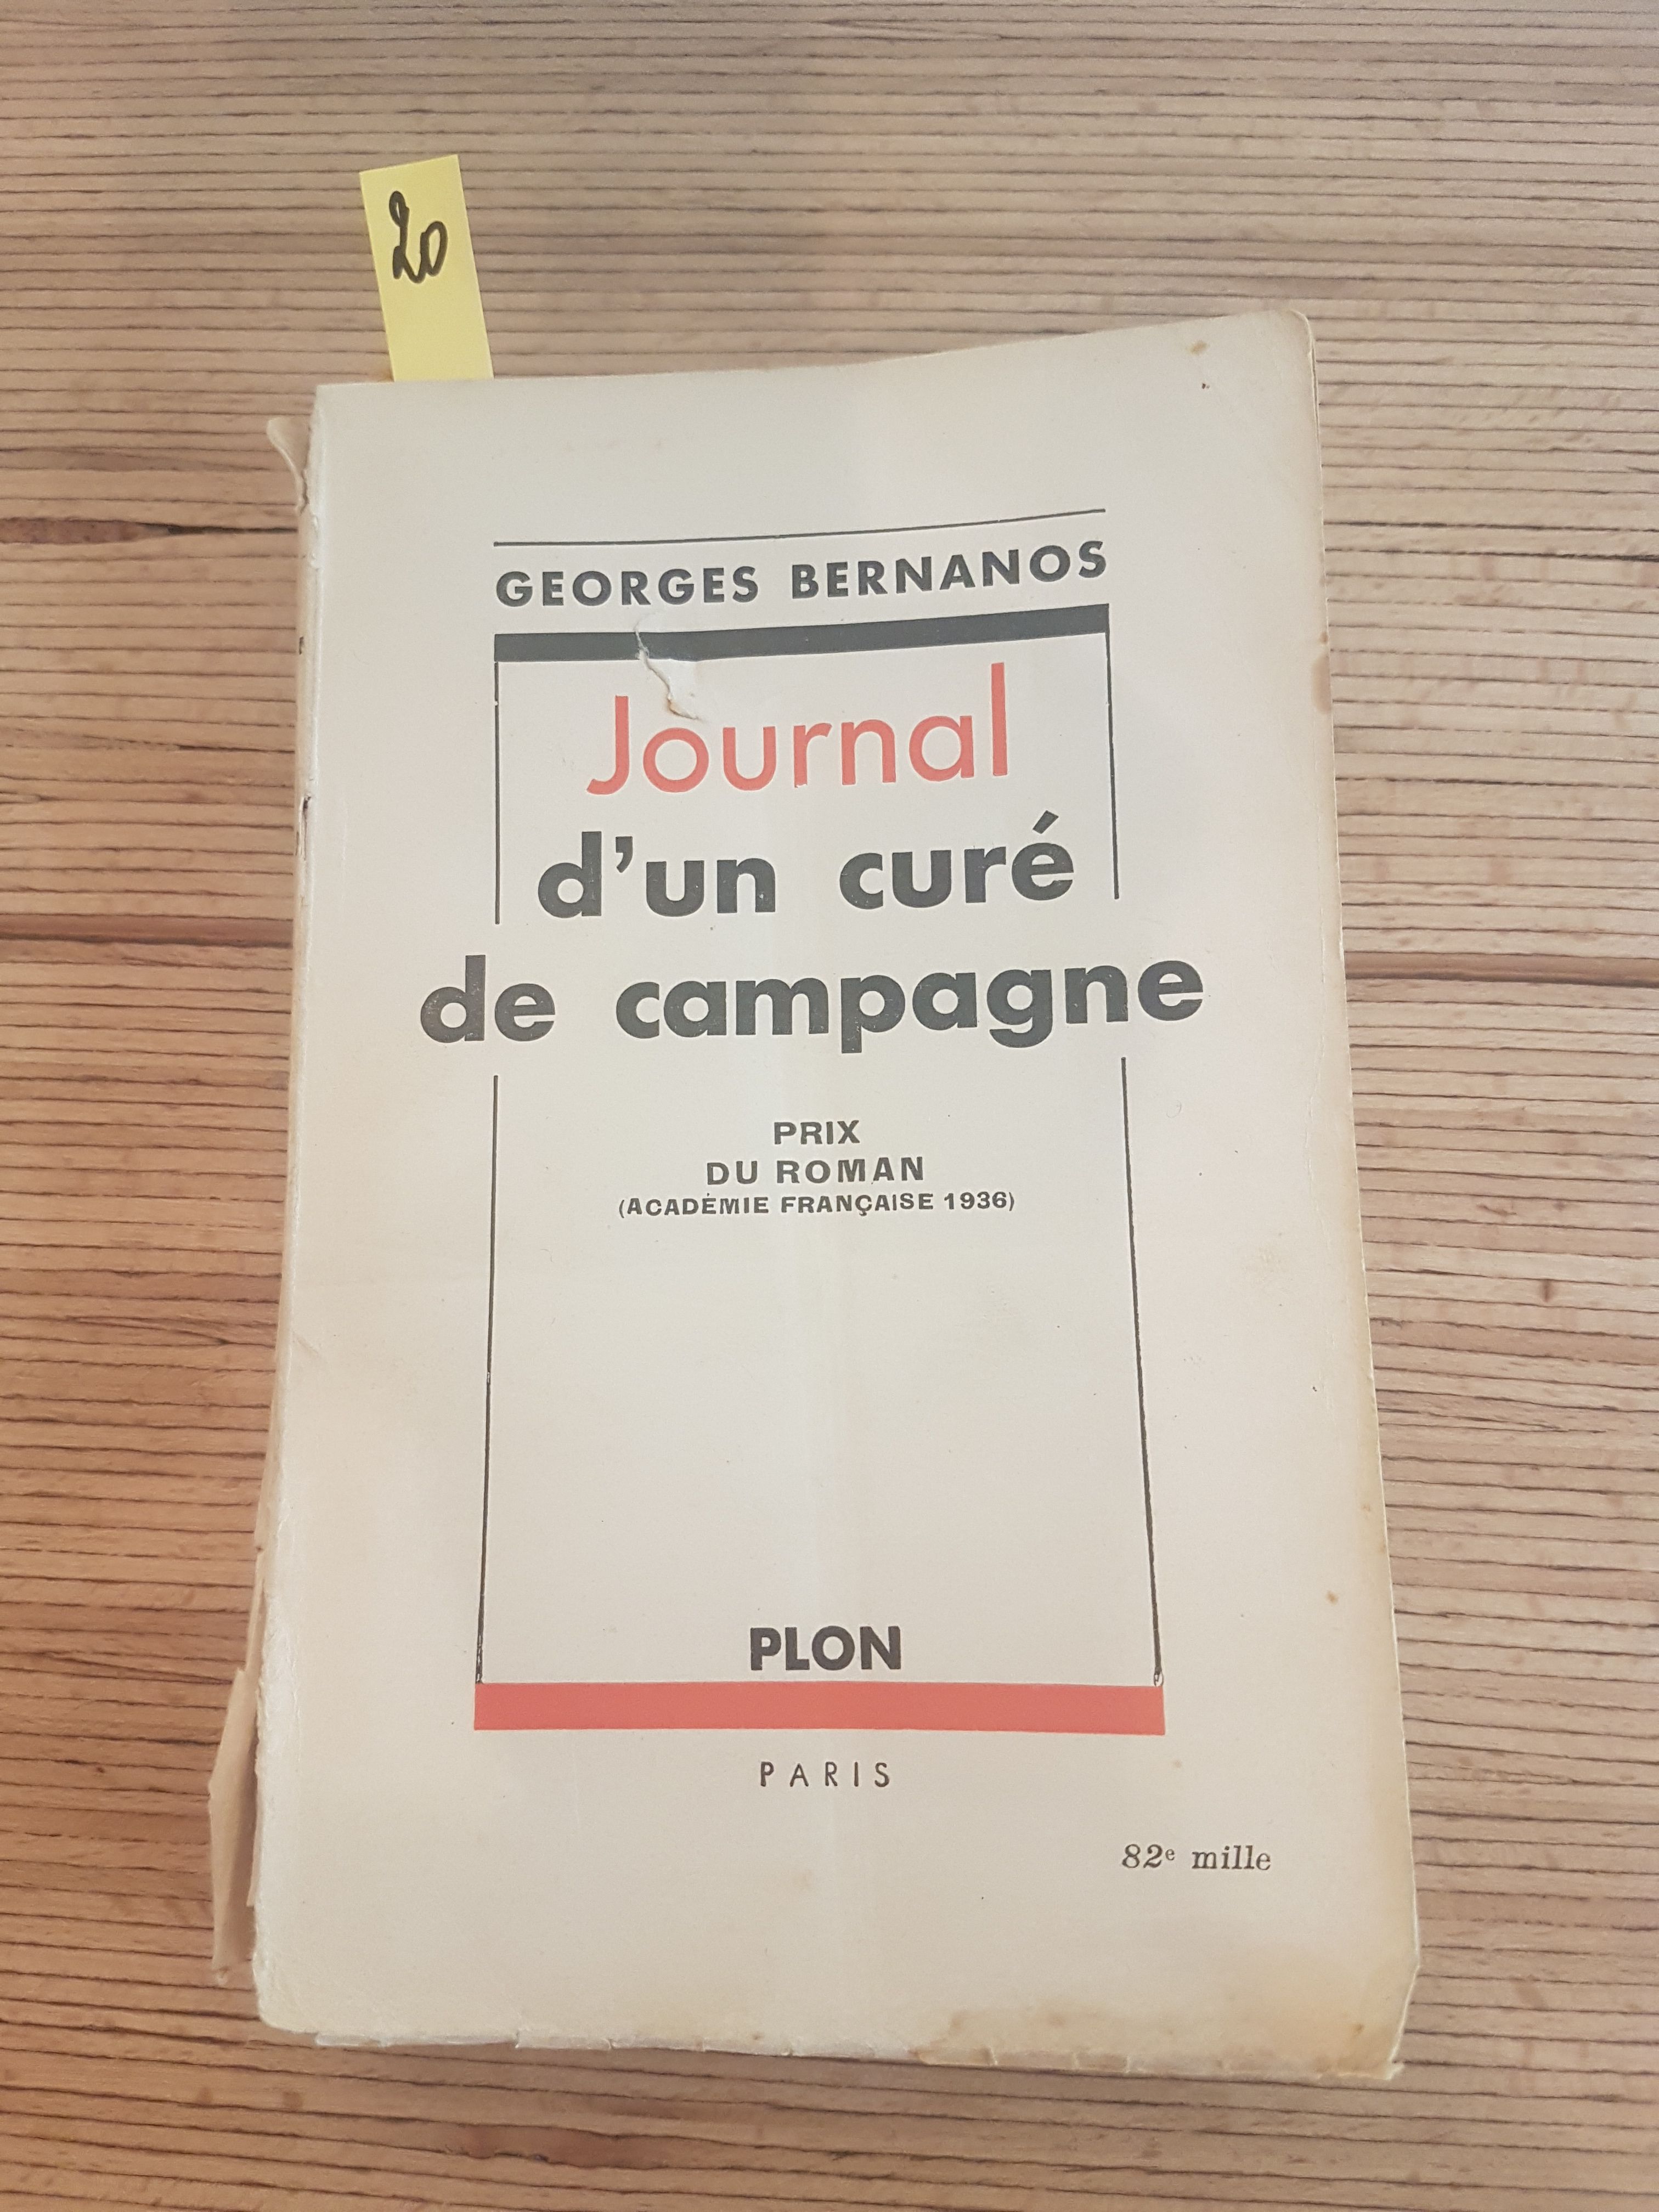 20
GEORGES BERNANOS
Journal
d'un curé
de campagne
PRIX
DU ROMAN
(ACADÉMIE FRANÇAISE 1936)
PLON
PARIS
82e mille